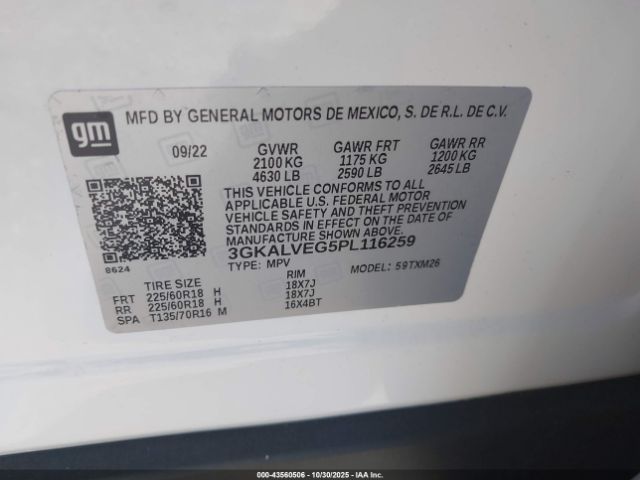 gm
MFD BY GENERAL MOTORS DE MEXICO, S. DE R.L. DE C.V.
09/22 GVWR GAWR FRT GAWR RR
2100 KG 1175 KG 1200 KG
4630 LB 2590 LB 2645 LB
THIS VEHICLE CONFORMS TO ALL
APPLICABLE U.S. FEDERAL MOTOR
VEHICLE SAFETY AND THEFT PREVENTION
STANDARDS IN EFFECT ON THE DATE OF
MANUFACTURE SHOWN ABOVE.
3GKALVEG5PL116259
8624 TYPE: MPV MODEL: 59TXM26
TIRE SIZE RIM
FRT 225/60R18 H 18X7J
RR 225/60R18 H 18X7J
SPA T135/70R16 M 16X4BT
000-43560506 - 10/30/2025 - IAA Inc. (IAA)